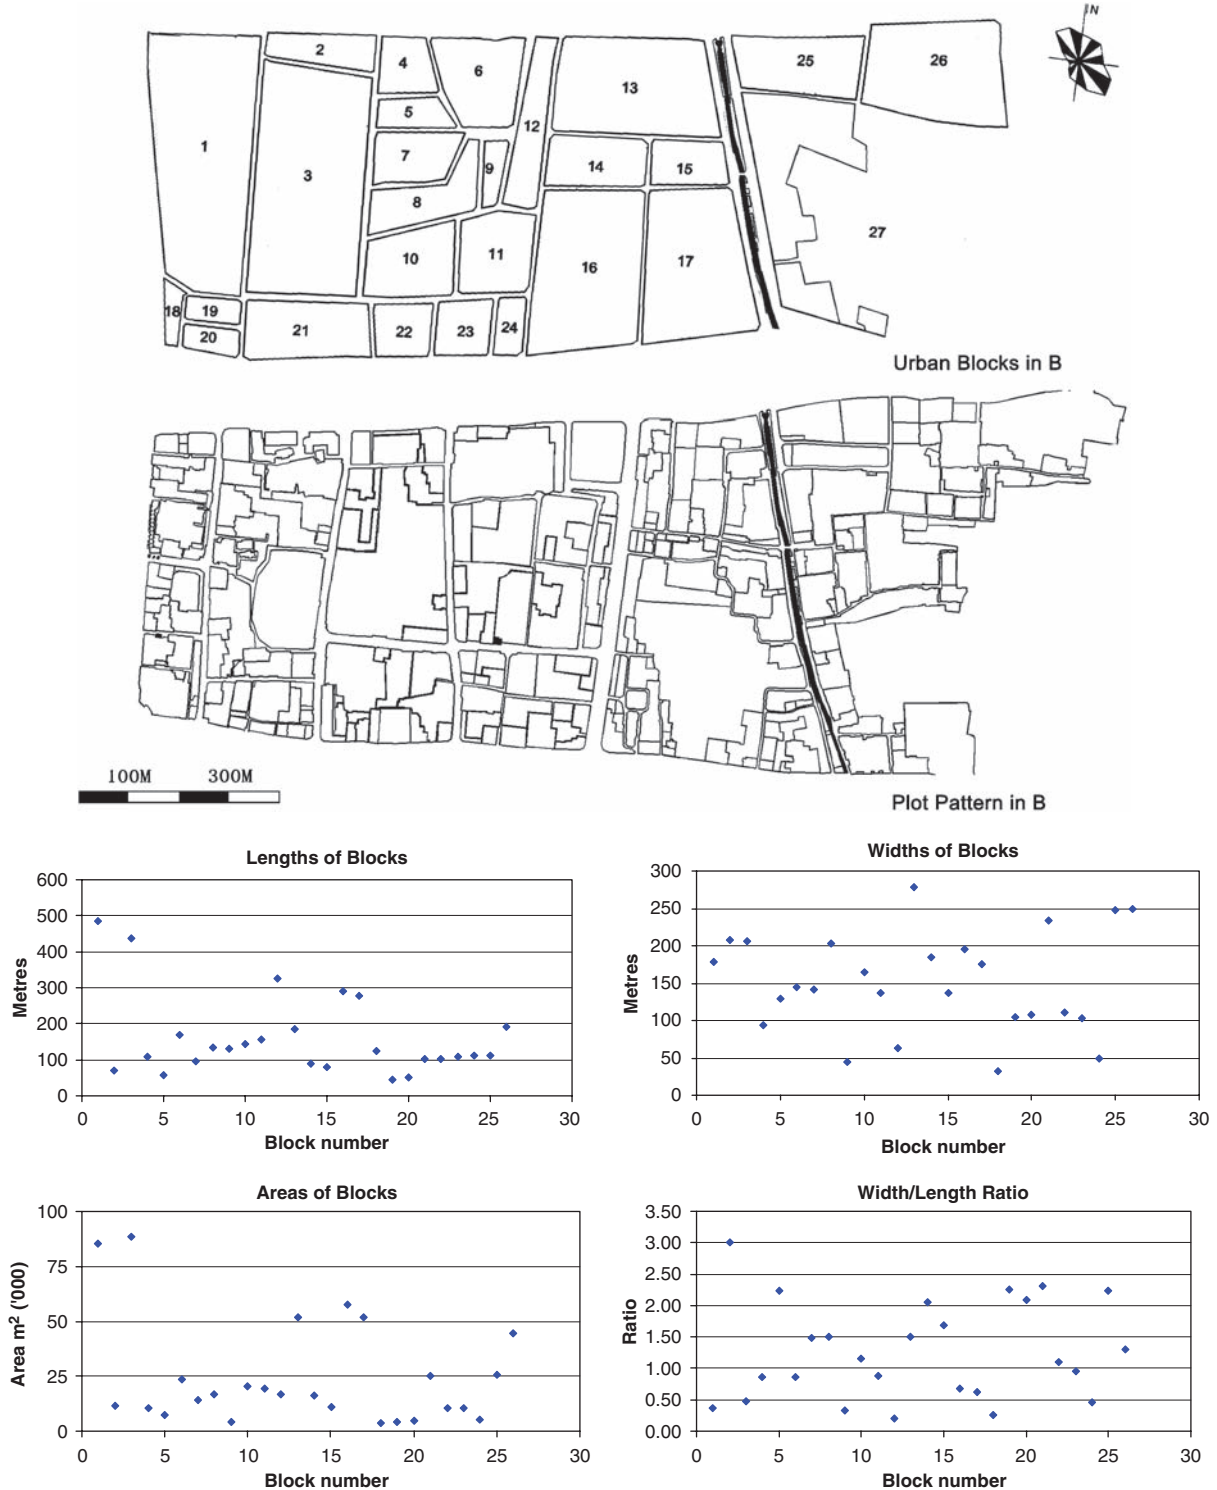 N
2
4
6
25
26
13
5
12
1
3
7
9
14
15
8
27
10
11
16
17
18
19
20
21
22
23
24
Urban Blocks in B
100M 300M
Plot Pattern in B
Lengths of Blocks
600
500
400
300
200
100
0
Metres
0 5 10 15 20 25 30
Block number
Widths of Blocks
300
250
200
150
100
50
0
Metres
0 5 10 15 20 25 30
Block number
Areas of Blocks
100
75
50
25
0
Area m² ('000)
0 5 10 15 20 25 30
Block number
Width/Length Ratio
3.50
3.00
2.50
2.00
1.50
1.00
0.50
0.00
Ratio
0 5 10 15 20 25 30
Block number